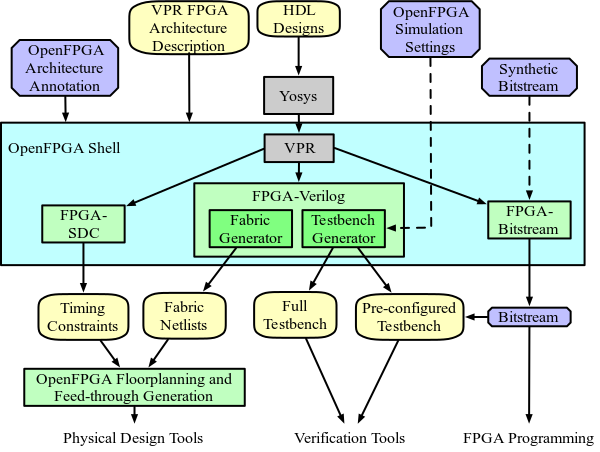 VPR FPGA
Architecture
Description
HDL
Designs
OpenFPGA
Simulation
Settings
OpenFPGA
Architecture
Annotation
Synthetic
Bitstream
Yosys
OpenFPGA Shell
VPR
FPGA-Verilog
FPGA-
SDC
Fabric
Generator
Testbench
Generator
FPGA-
Bitstream
Timing
Constraints
Fabric
Netlists
Full
Testbench
Pre-configured
Testbench
Bitstream
OpenFPGA Floorplanning and
Feed-through Generation
Physical Design Tools
Verification Tools
FPGA Programming